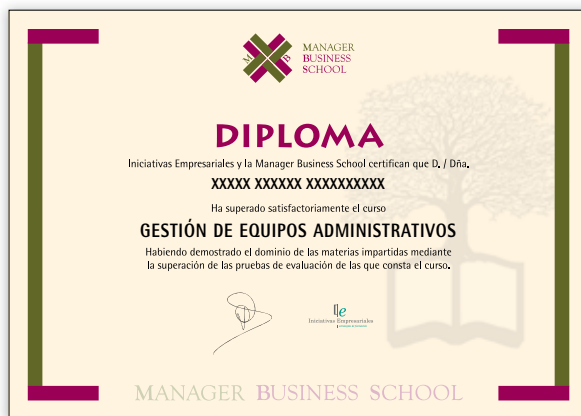 M B
MANAGER
BUSINESS
SCHOOL
DIPLOMA
Iniciativas Empresariales y la Manager Business School certifican que D. / Dña.
XXXXX XXXXXX XXXXXXXXXX
Ha superado satisfactoriamente el curso
GESTIÓN DE EQUIPOS ADMINISTRATIVOS
Habiendo demostrado el dominio de las materias impartidas mediante
la superación de las pruebas de evaluación de las que consta el curso.
Iniciativas Empresariales
MANAGER BUSINESS SCHOOL